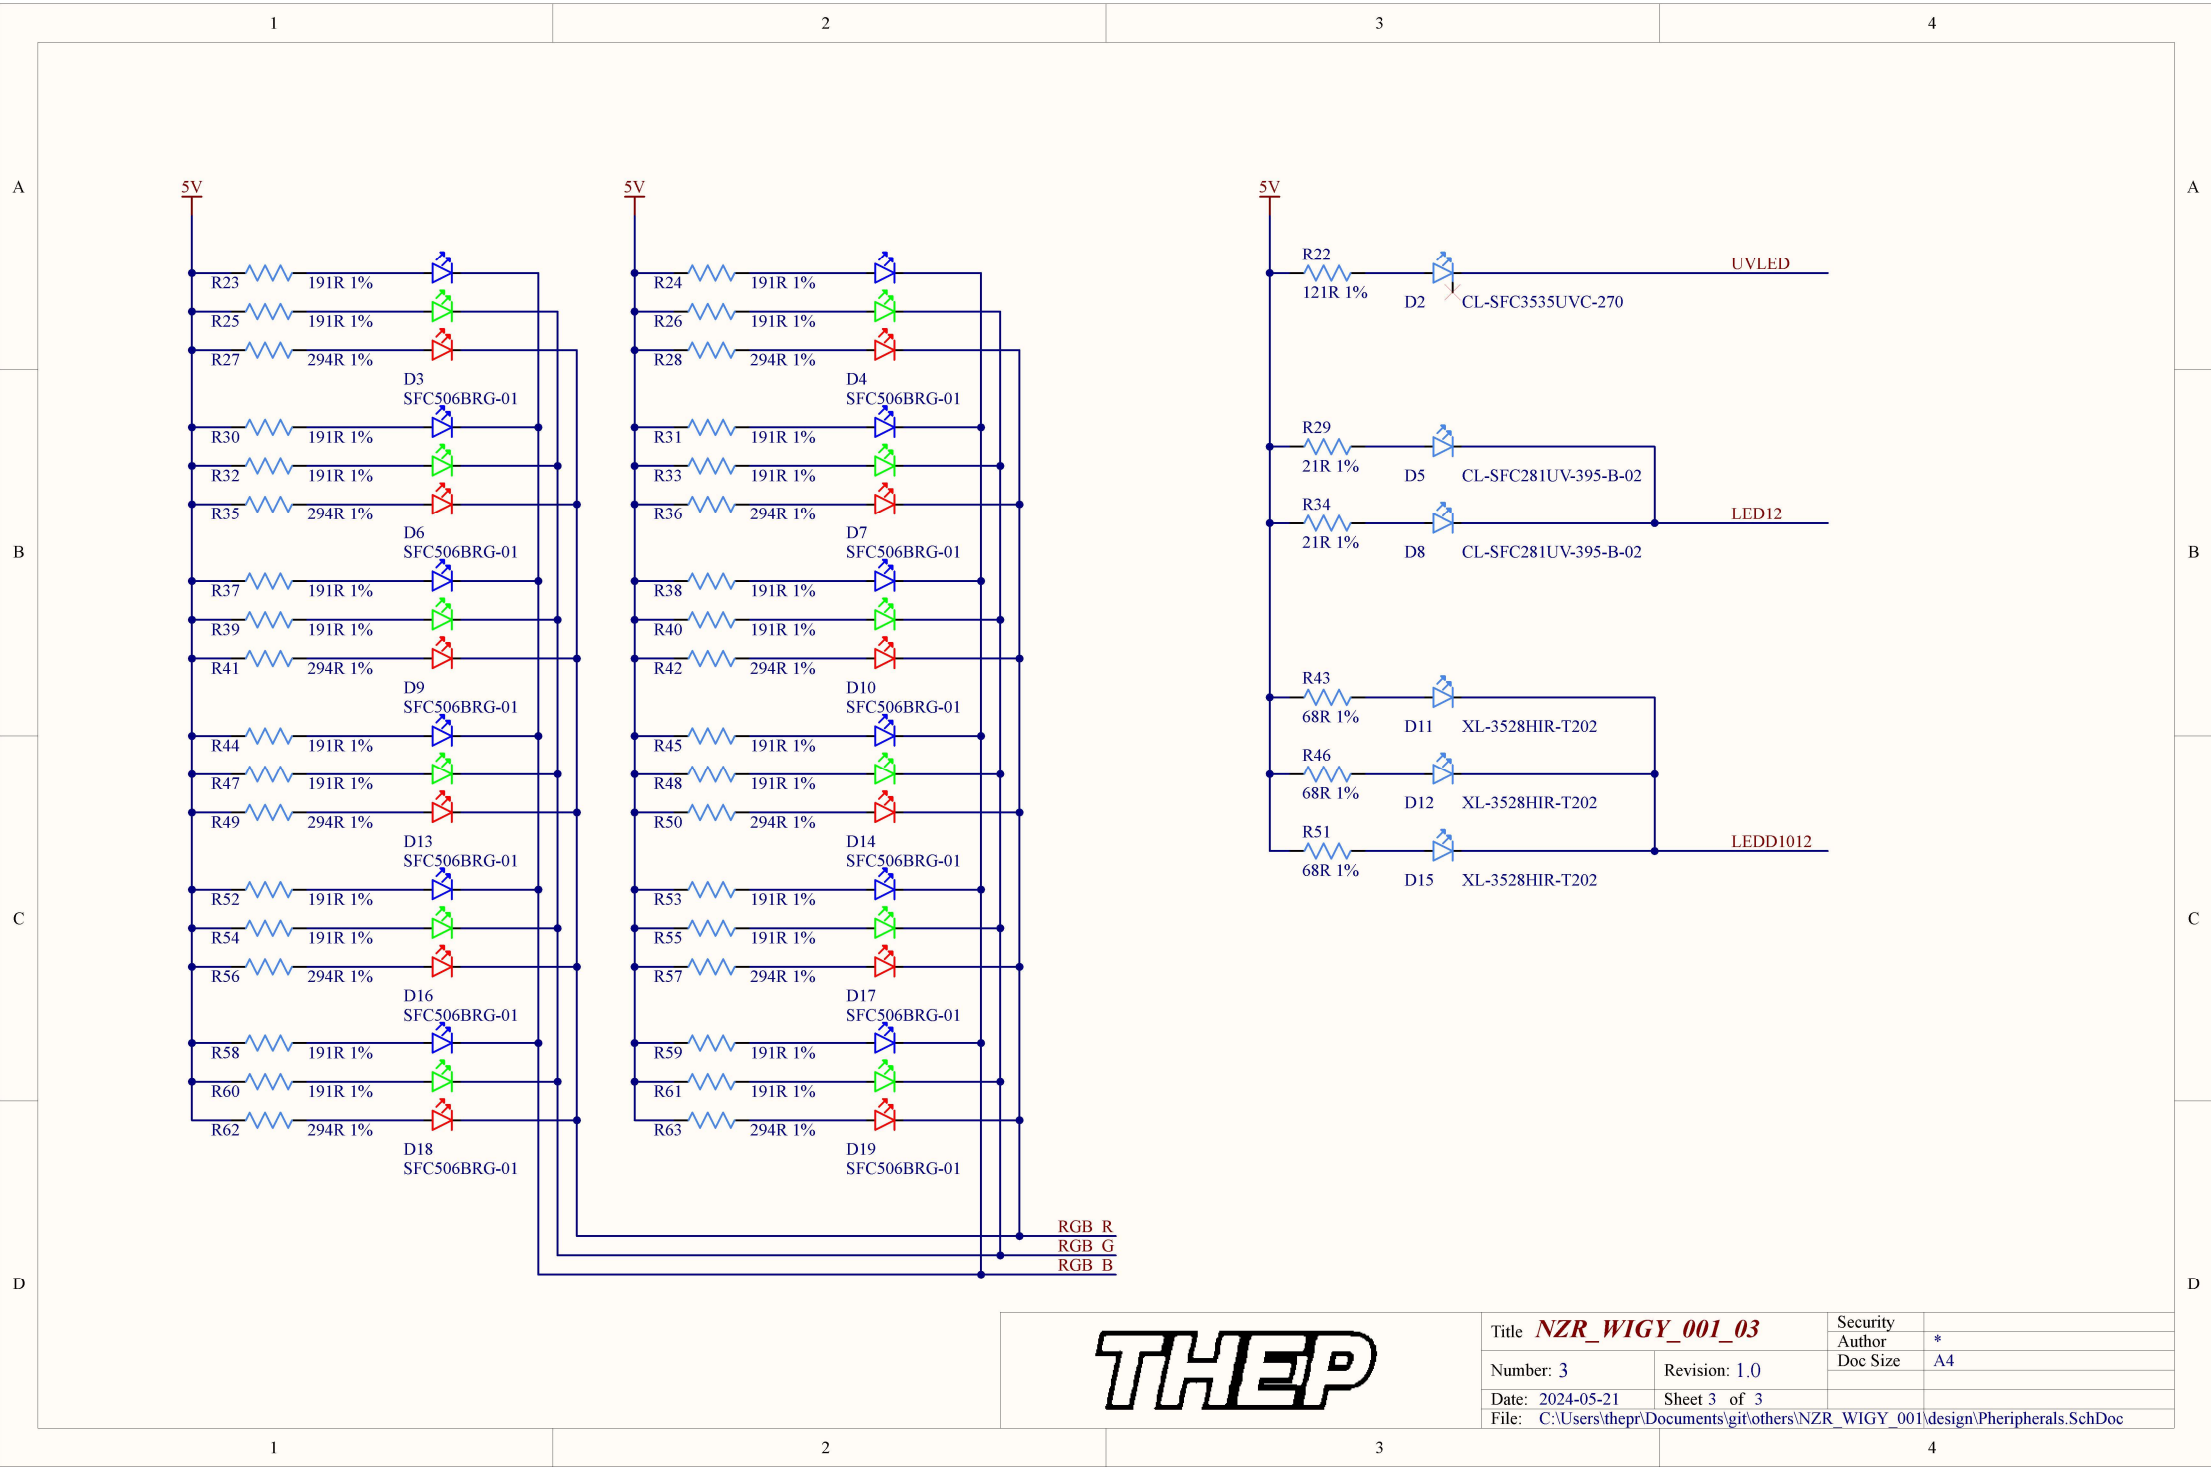 1 2 3 4
A A
5V 5V 5V
R22 UVLED
121R 1% D2 CL-SFC3535UVC-270
R23 191R 1% R24 191R 1%
R25 191R 1% R26 191R 1%
R27 294R 1% R28 294R 1%
D3 D4
SFC506BRG-01 SFC506BRG-01
R29
21R 1% D5 CL-SFC281UV-395-B-02
R30 191R 1% R31 191R 1%
R32 191R 1% R33 191R 1%
R34 LED12
R35 294R 1% R36 294R 1%
D6 D7
21R 1% D8 CL-SFC281UV-395-B-02
B SFC506BRG-01 SFC506BRG-01 B
R37 191R 1% R38 191R 1%
R39 191R 1% R40 191R 1%
R41 294R 1% R42 294R 1%
R43
D9 D10
SFC506BRG-01 SFC506BRG-01
68R 1% D11 XL-3528HIR-T202
R44 191R 1% R45 191R 1%
R46
R47 191R 1% R48 191R 1%
68R 1% D12 XL-3528HIR-T202
R49 294R 1% R50 294R 1%
R51 LEDD1012
D13 D14
SFC506BRG-01 SFC506BRG-01
68R 1% D15 XL-3528HIR-T202
R52 191R 1% R53 191R 1%
C C
R54 191R 1% R55 191R 1%
R56 294R 1% R57 294R 1%
D16 D17
SFC506BRG-01 SFC506BRG-01
R58 191R 1% R59 191R 1%
R60 191R 1% R61 191R 1%
R62 294R 1% R63 294R 1%
D18 D19
SFC506BRG-01 SFC506BRG-01
RGB R
RGB G
RGB B
D D
THEP
Title NZR_WIGY_001_03
Security
Author *
Number: 3 Revision: 1.0 Doc Size A4
Date: 2024-05-21 Sheet 3 of 3
File: C:\Users\thepr\Documents\git\others\NZR_WIGY_001\design\Pheripherals.SchDoc
1 2 3 4